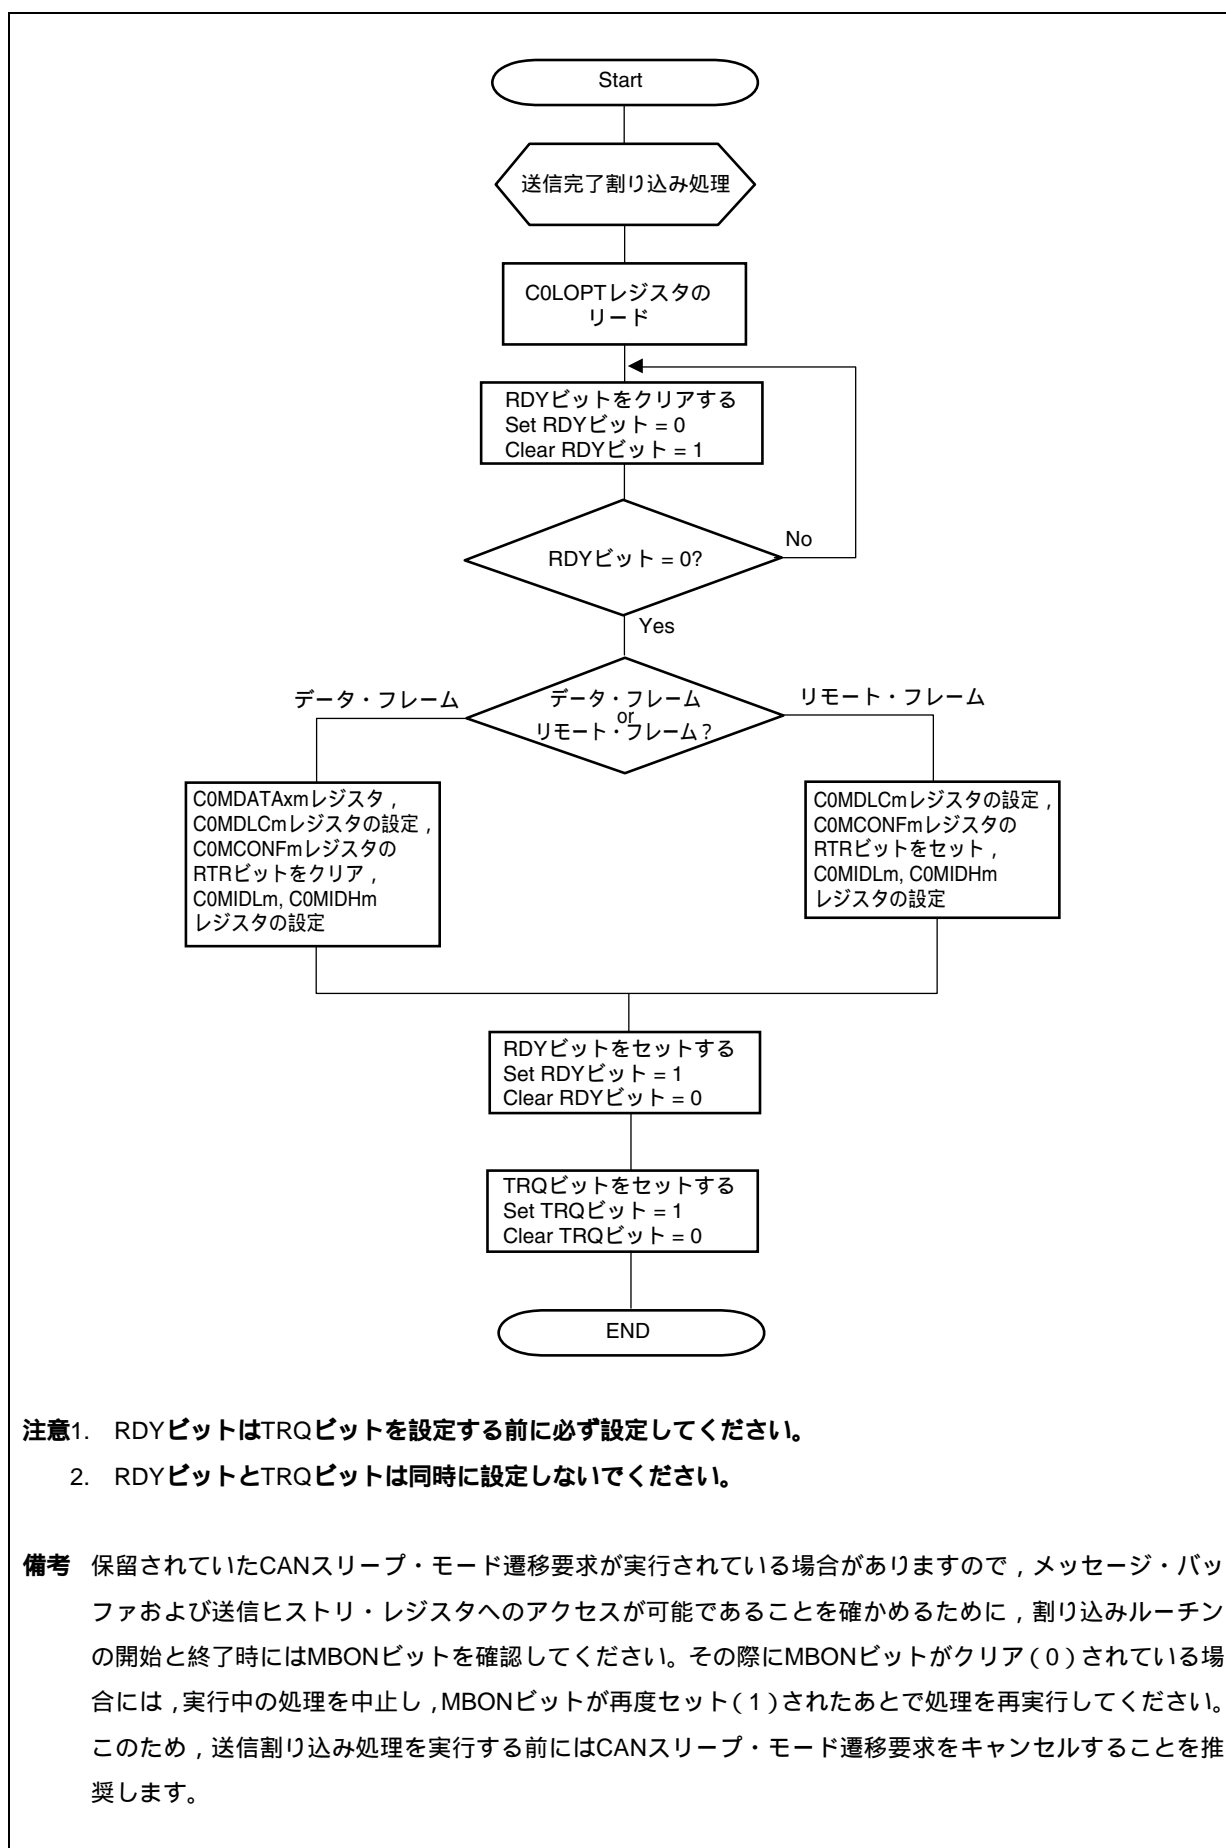 Start
送信完了割り込み処理
C0LOPTレジスタの
リード
RDYビットをクリアする
Set RDYビット = 0
Clear RDYビット = 1
RDYビット = 0?
No
Yes
データ・フレーム
データ・フレーム
or
リモート・フレーム？
リモート・フレーム
C0MDATAxmレジスタ，
C0MDLCmレジスタの設定，
C0MCONFmレジスタの
RTRビットをクリア，
C0MIDLm, C0MIDHm
レジスタの設定
C0MDLCmレジスタの設定，
C0MCONFmレジスタの
RTRビットをセット，
C0MIDLm, C0MIDHm
レジスタの設定
RDYビットをセットする
Set RDYビット = 1
Clear RDYビット = 0
TRQビットをセットする
Set TRQビット = 1
Clear TRQビット = 0
END
注意1. RDYビットはTRQビットを設定する前に必ず設定してください。
2. RDYビットとTRQビットは同時に設定しないでください。
備考 保留されていたCANスリープ・モード遷移要求が実行されている場合がありますので，メッセージ・バッ
ファおよび送信ヒストリ・レジスタへのアクセスが可能であることを確かめるために，割り込みルーチン
の開始と終了時にはMBONビットを確認してください。その際にMBONビットがクリア（0）されている場
合には，実行中の処理を中止し，MBONビットが再度セット（1）されたあとで処理を再実行してください。
このため，送信割り込み処理を実行する前にはCANスリープ・モード遷移要求をキャンセルすることを推
奨します。